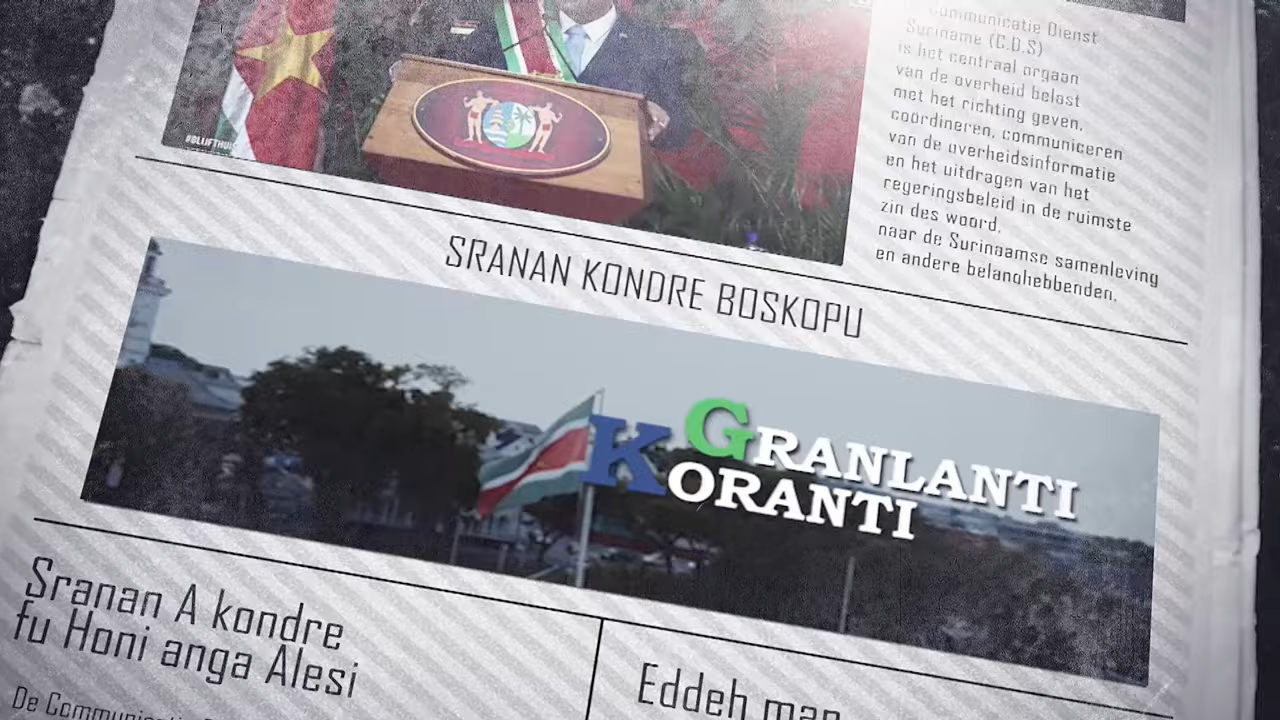 #BLIJFTHUIS
Communicatie Dienst
Suriname (C.D.S)
is het centraal orgaan
van de overheid belast
met het richting geven,
coördineren, communiceren
van de overheidsinformatie
en het uitdragen van het
regeringsbeleid in de ruimste
zin des woord,
naar de Surinaamse samenleving
en andere belanghebbenden.
SRANAN KONDRE BOSKOPU
GRANLANTI
KORANTI
Sranan A kondre
fu Honi anga Alesi
De
Eddeh man